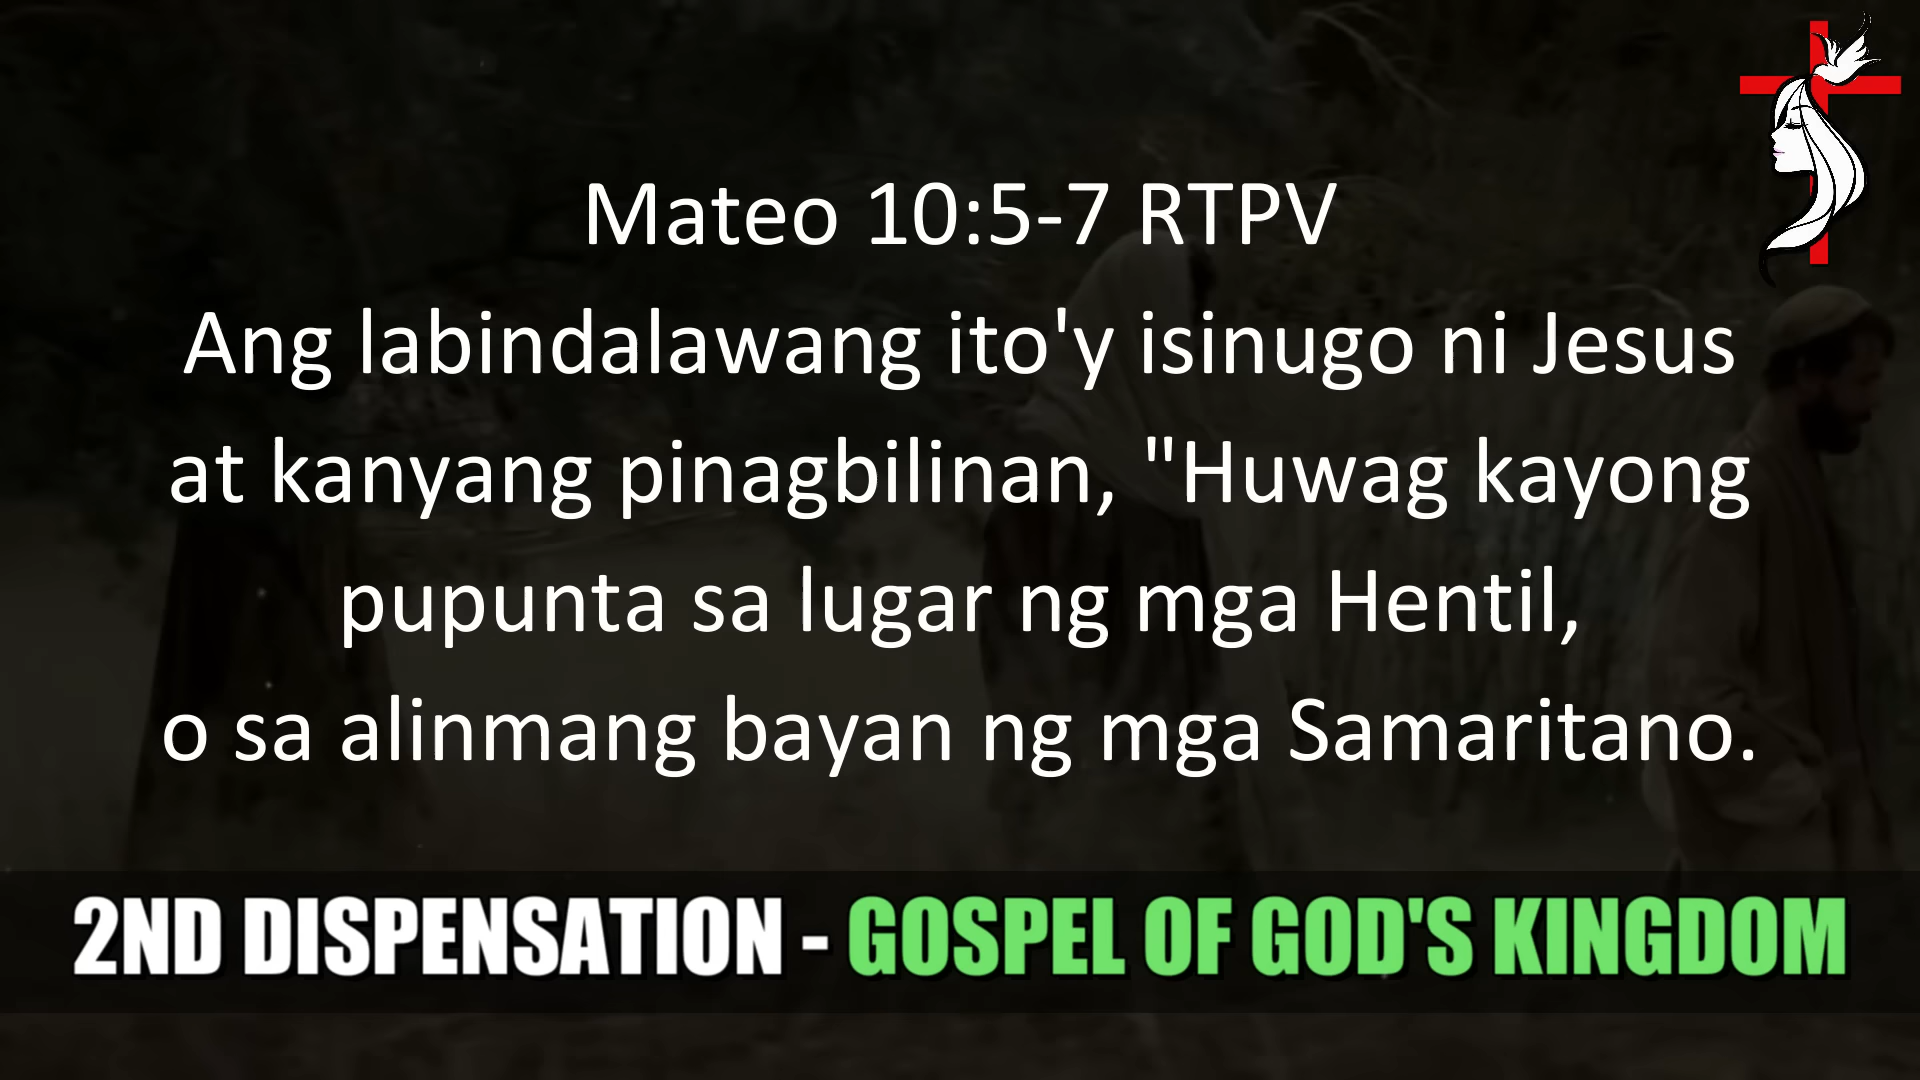 Mateo 10:5-7 RTPV
Ang labindalawang ito'y isinugo ni Jesus
at kanyang pinagbilinan, "Huwag kayong
pupunta sa lugar ng mga Hentil,
o sa alinmang bayan ng mga Samaritano.
2ND DISPENSATION - GOSPEL OF GOD'S KINGDOM